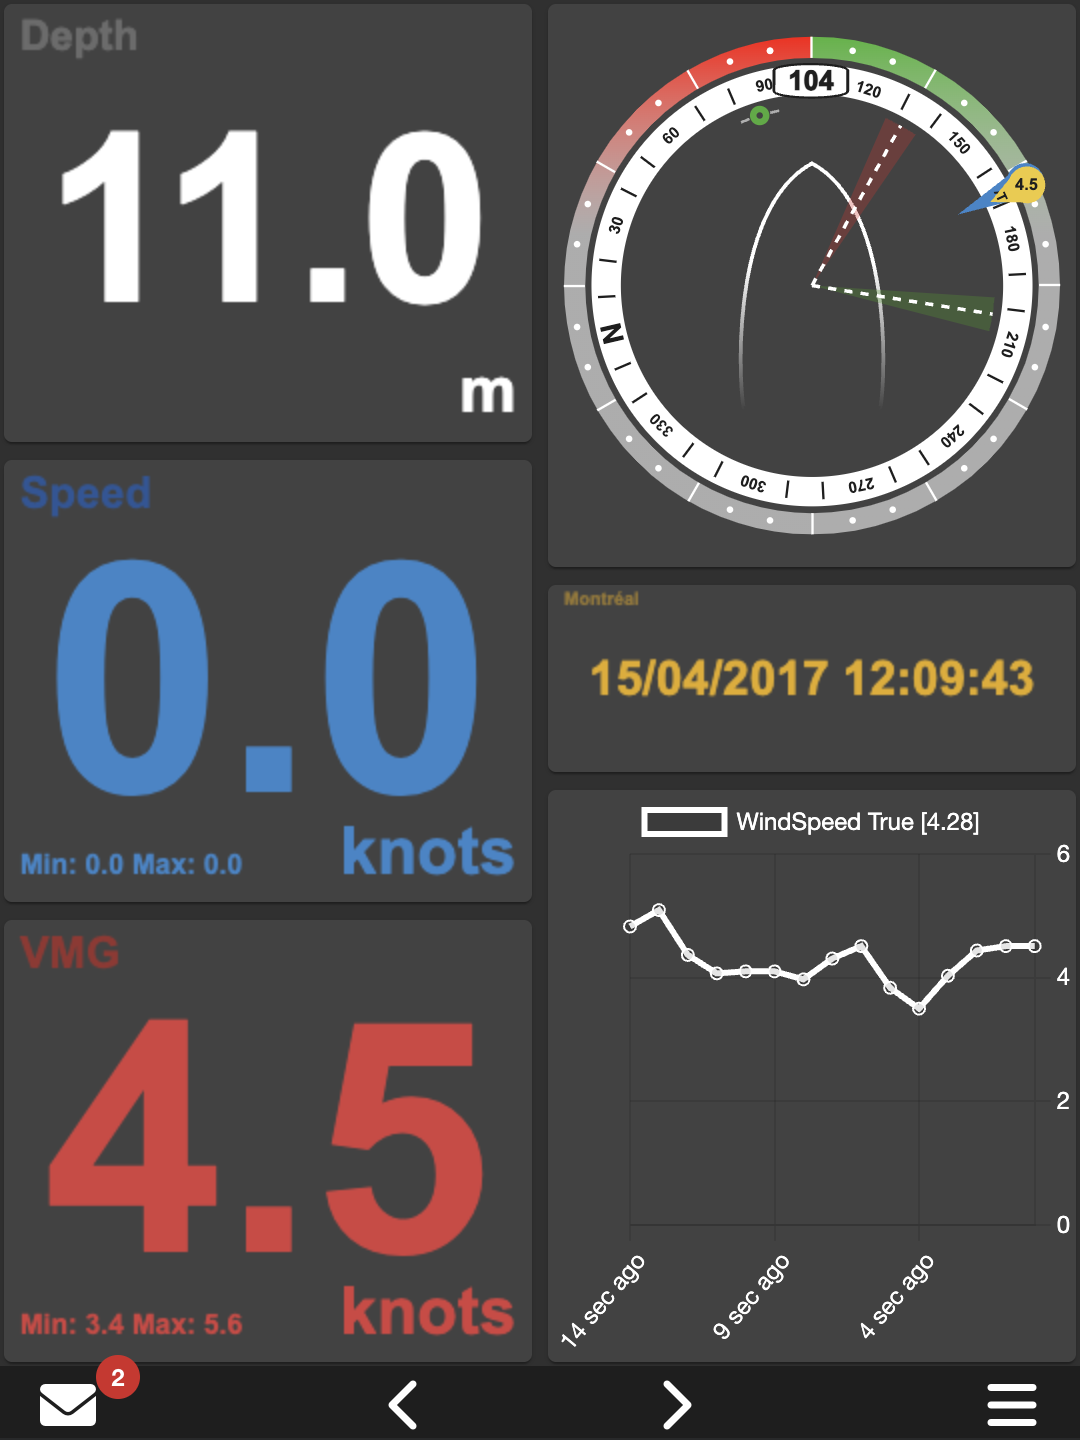 Depth
11.0
m
Speed
0.0
knots
Min: 0.0 Max: 0.0
VMG
4.5
knots
Min: 3.4 Max: 5.6
2
104
90
120
60
150
4.5
T
30
180
N
210
330
240
300
270
Montréal
15/04/2017 12:09:43
WindSpeed True [4.28]
6
4
2
0
14 sec ago
9 sec ago
4 sec ago